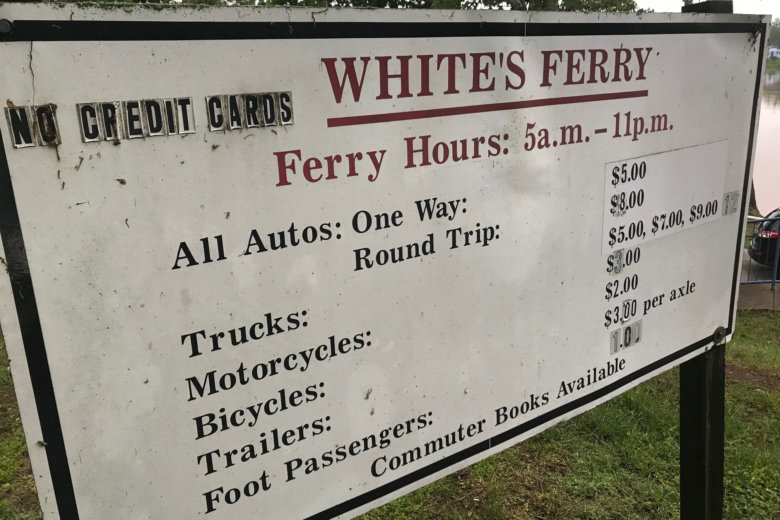 WHITE'S FERRY
NO CREDIT CARDS
Ferry Hours: 5a.m. – 11p.m.
All Autos: One Way: $5.00
Round Trip: $8.00
Trucks: $5.00, $7.00, $9.00 12
Motorcycles: $3.00
Bicycles: $2.00
Trailers: $3.00 per axle
Foot Passengers: 1.0
Commuter Books Available